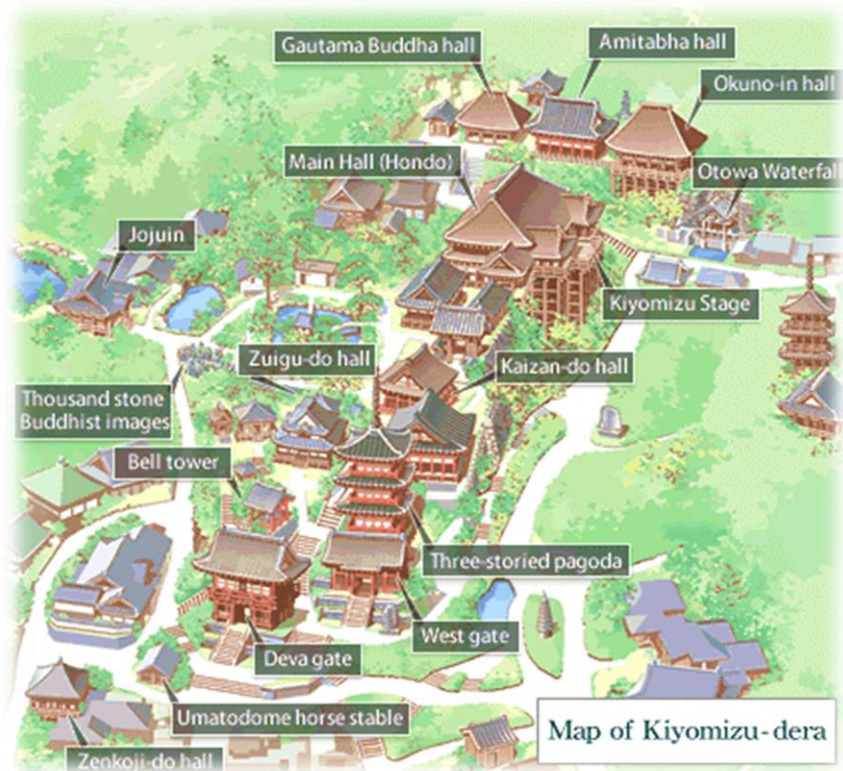 Gautama Buddha hall
Amitabha hall
Okuno-in hall
Main Hall (Hondo)
Otowa Waterfall
Jojuin
Kiyomizu Stage
Zuigu-do hall
Kaizan-do hall
Thousand stone
Buddhist images
Bell tower
Three-storied pagoda
West gate
Deva gate
Umatodome horse stable
Map of Kiyomizu-dera
Zenkoji-do hall